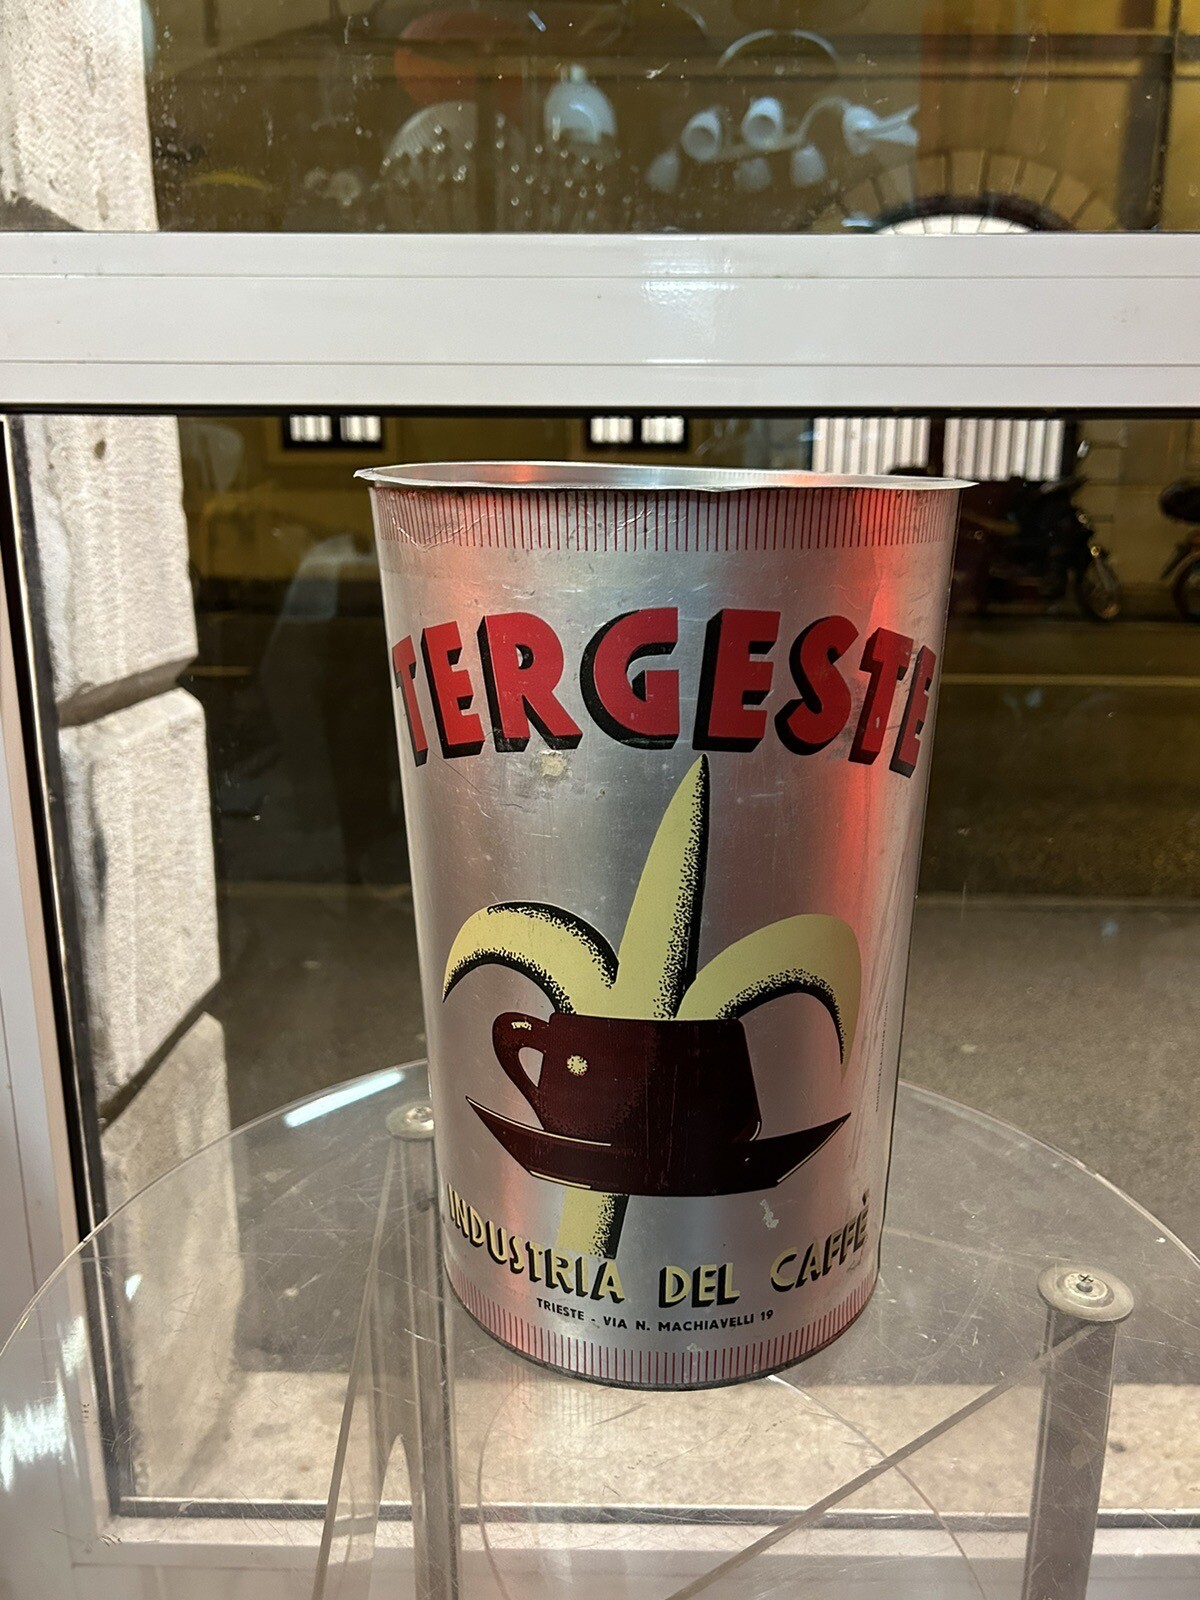 TERGESTE
INDUSTRIA DEL CAFFÈ
TRIESTE - VIA N. MACHIAVELLI 19